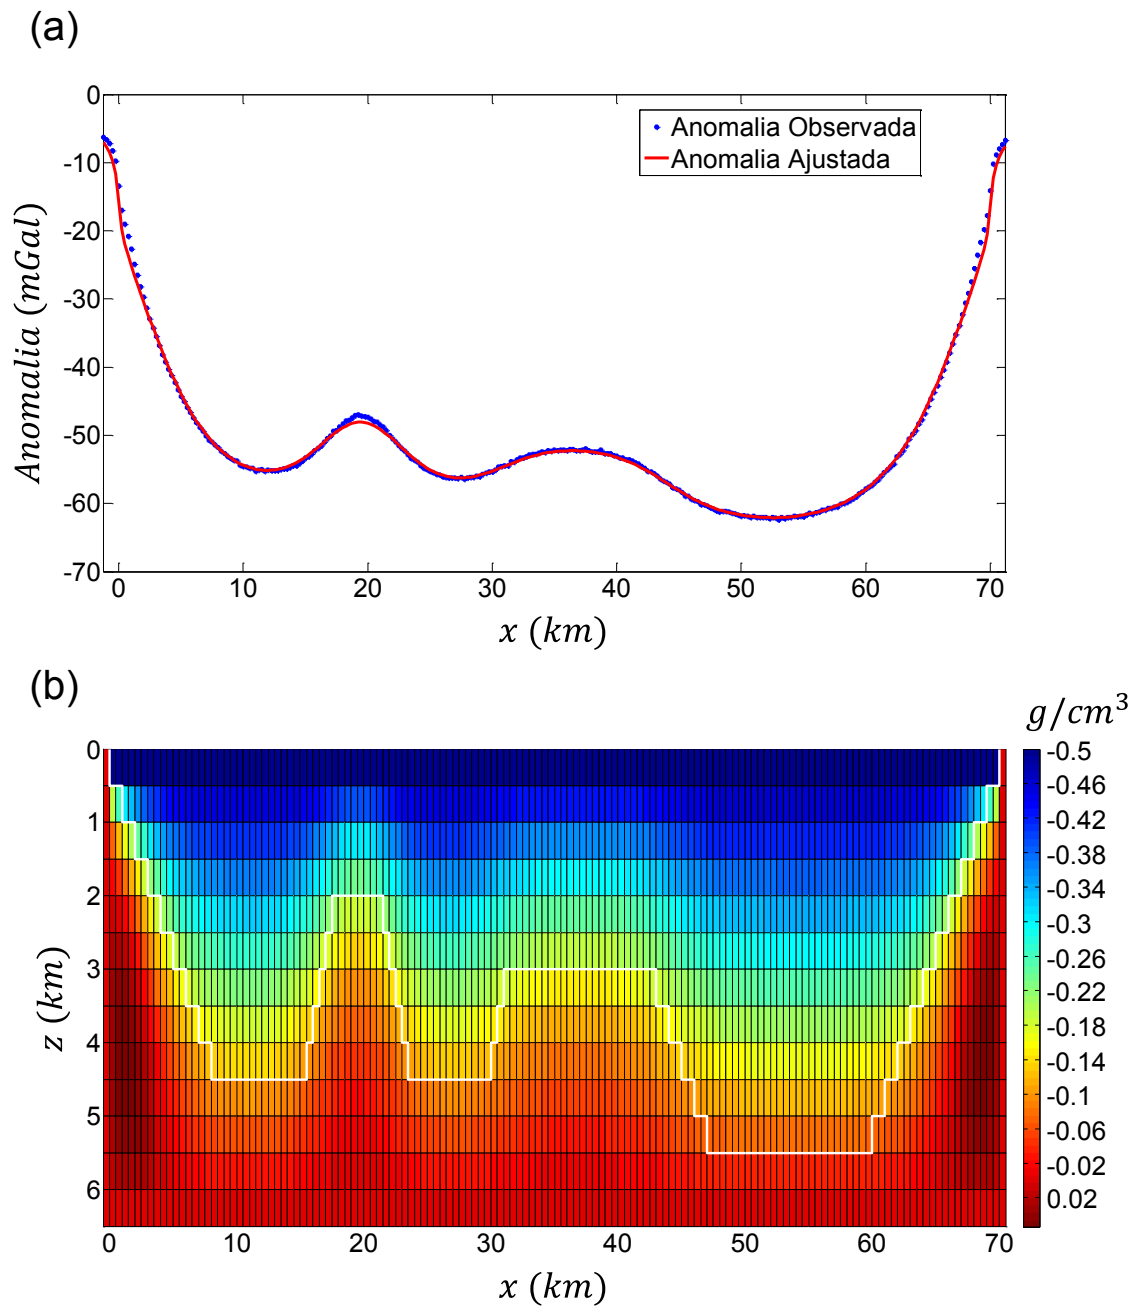 (a)
0
-10
-20
-30
-40
-50
-60
-70
Anomalia (mGal)
Anomalia Observada
Anomalia Ajustada
0 10 20 30 40 50 60 70
x (km)
(b)
g/cm³
0
1
2
3
4
5
6
z (km)
-0.5
-0.46
-0.42
-0.38
-0.34
-0.3
-0.26
-0.22
-0.18
-0.14
-0.1
-0.06
-0.02
0.02
0 10 20 30 40 50 60 70
x (km)